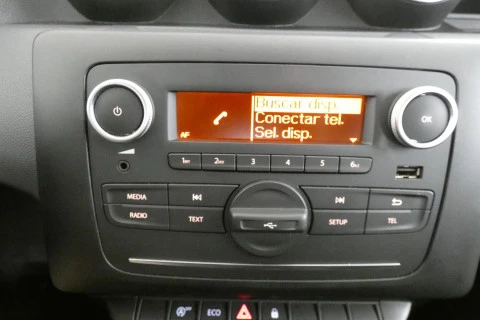 Buscar disp.
Conectar tel.
Sel. disp.
AF
OK
1 2 3 4 5 6
MEDIA
RADIO TEXT SETUP TEL
ECO